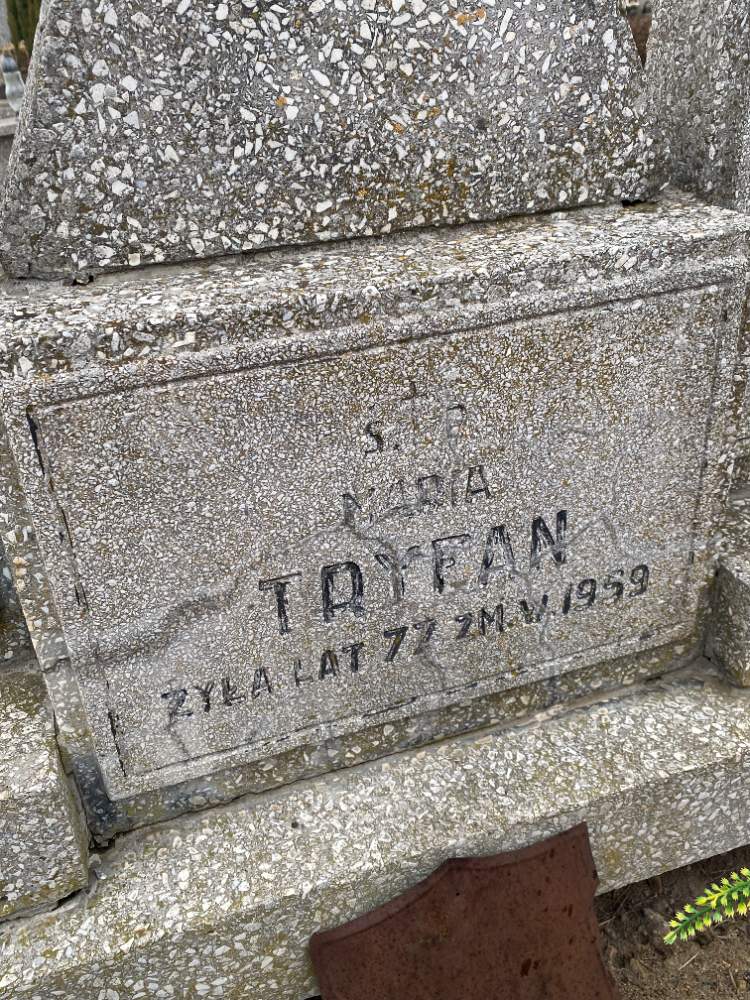 S. † P.
MARIA
TRYFAN
ŻYŁA LAT 77 ZM. V. 1959